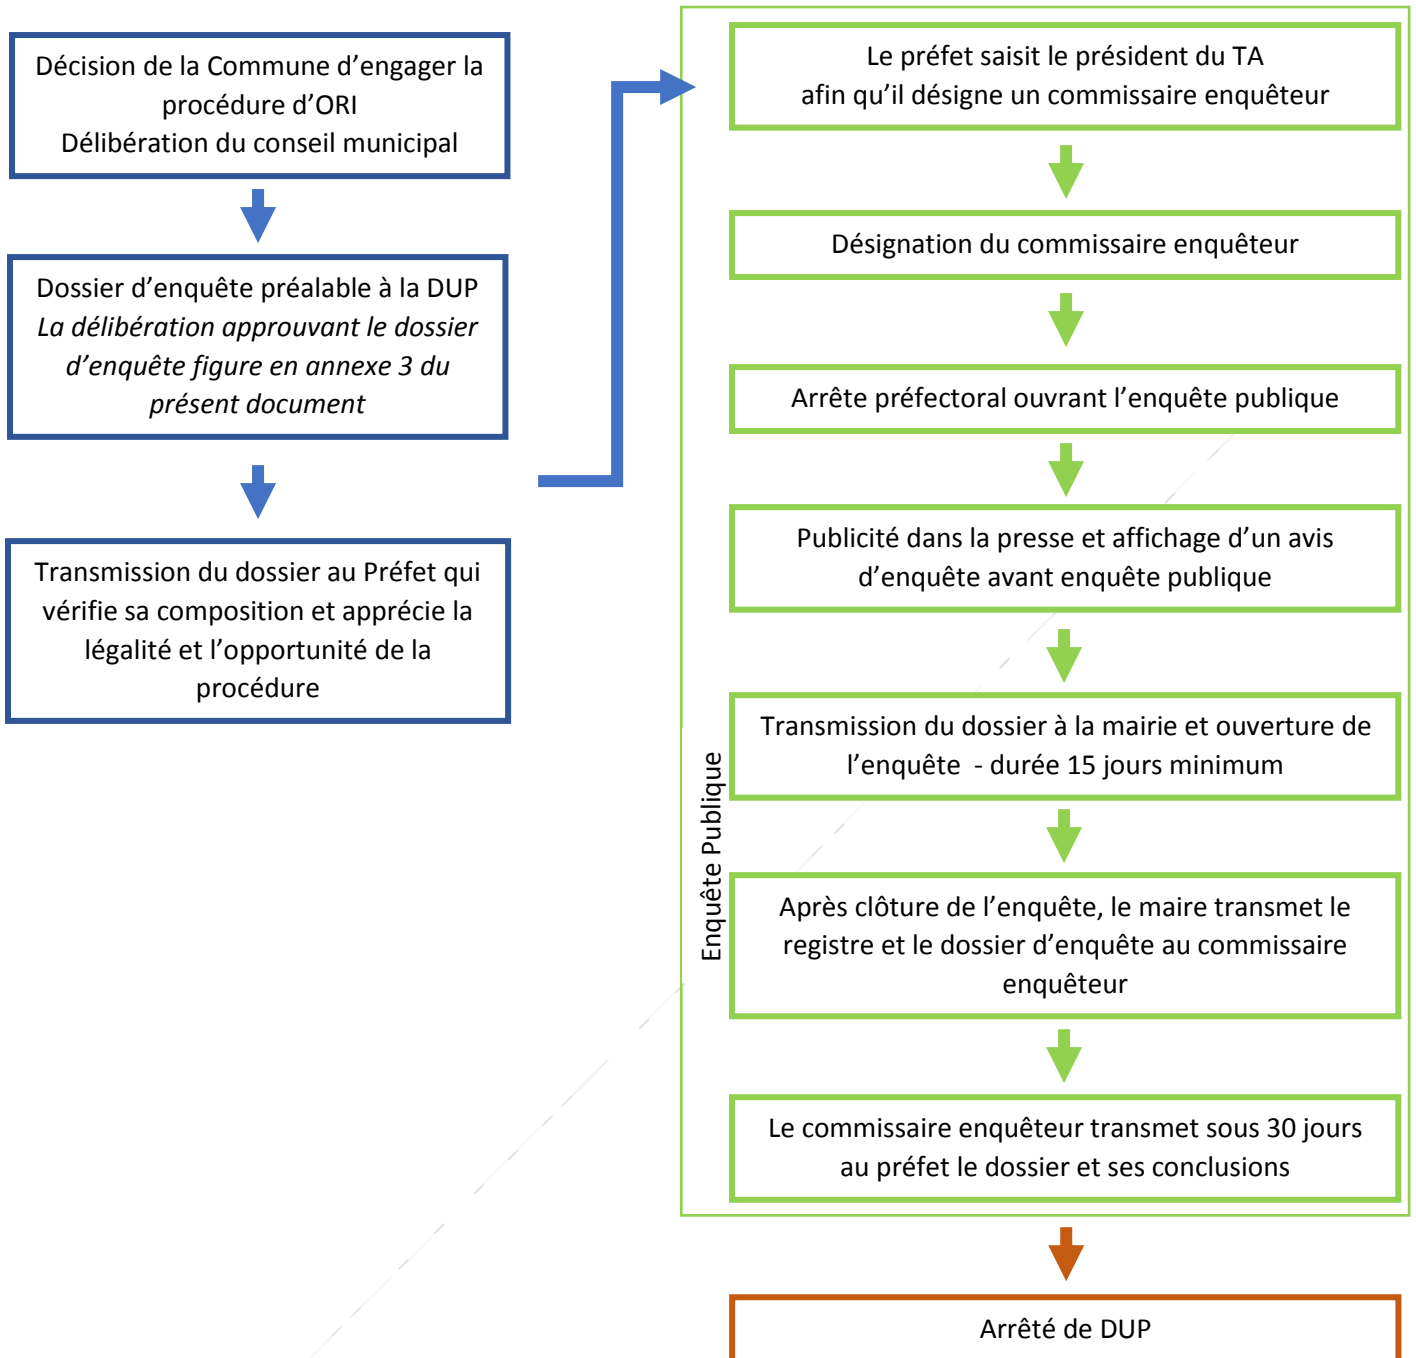 Décision de la Commune d'engager la
procédure d'ORI
Délibération du conseil municipal
Dossier d'enquête préalable à la DUP
La délibération approuvant le dossier
d'enquête figure en annexe 3 du
présent document
Transmission du dossier au Préfet qui
vérifie sa composition et apprécie la
légalité et l'opportunité de la
procédure
Enquête Publique
Le préfet saisit le président du TA
afin qu'il désigne un commissaire enquêteur
Désignation du commissaire enquêteur
Arrête préfectoral ouvrant l'enquête publique
Publicité dans la presse et affichage d'un avis
d'enquête avant enquête publique
Transmission du dossier à la mairie et ouverture de
l'enquête - durée 15 jours minimum
Après clôture de l'enquête, le maire transmet le
registre et le dossier d'enquête au commissaire
enquêteur
Le commissaire enquêteur transmet sous 30 jours
au préfet le dossier et ses conclusions
Arrêté de DUP